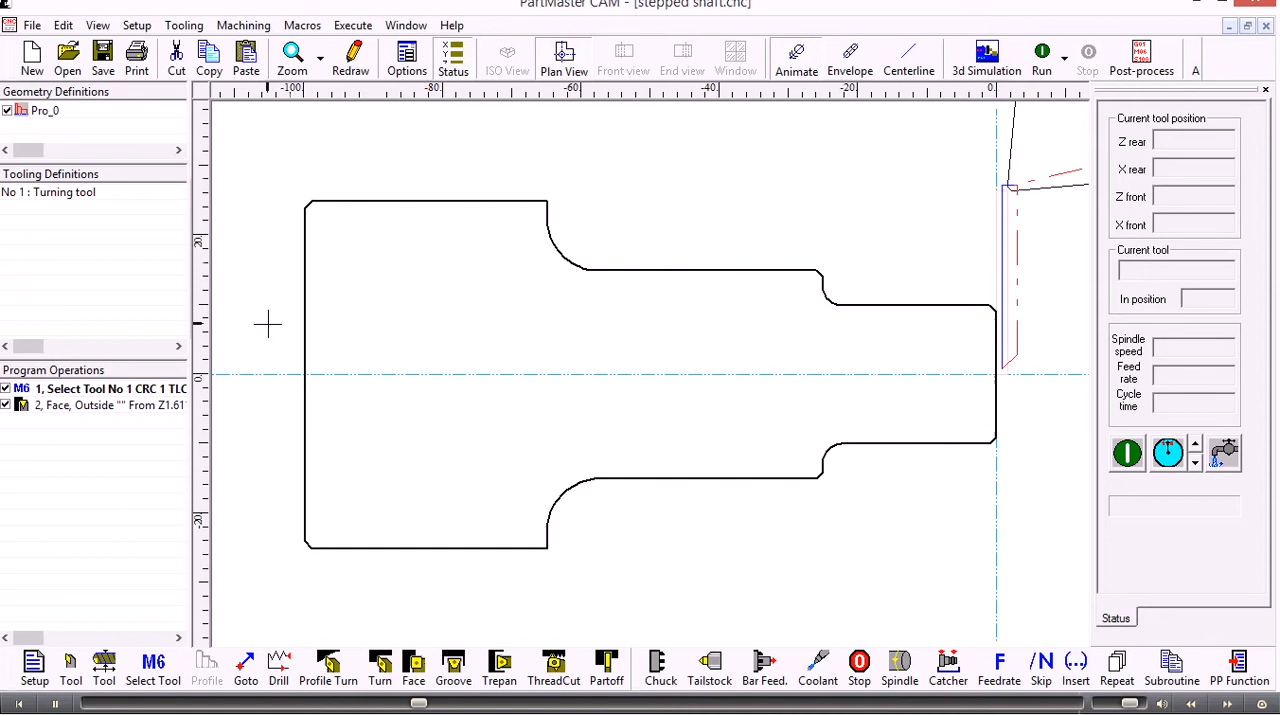 PartMaster CAM - [stepped shaft.cnc]
File Edit View Setup Tooling Machining Macros Execute Window Help
New Open Save Print Cut Copy Paste Zoom Redraw Options Status ISO View Plan View Front view End view Window Animate Envelope Centerline 3d Simulation Run Stop Post-process A
Geometry Definitions
Pro_0
Tooling Definitions
No 1 : Turning tool
Program Operations
M6 1, Select Tool No 1 CRC 1 TLC
2, Face, Outside "" From Z1.61
-100 -80. -60. -40. -20. 0.
20.
0.
-20.
Current tool position
Z rear
X rear
Z front
X front
Current tool
In position
Spindle speed
Feed rate
Cycle time
Status
M6 F /N {..}
G01
M06
S15
Setup Tool Tool Select Tool Profile Goto Drill Profile Turn Turn Face Groove Trepan ThreadCut Partoff Chuck Tailstock Bar Feed. Coolant Stop Spindle Catcher Feedrate Skip Insert Repeat Subroutine PP Function